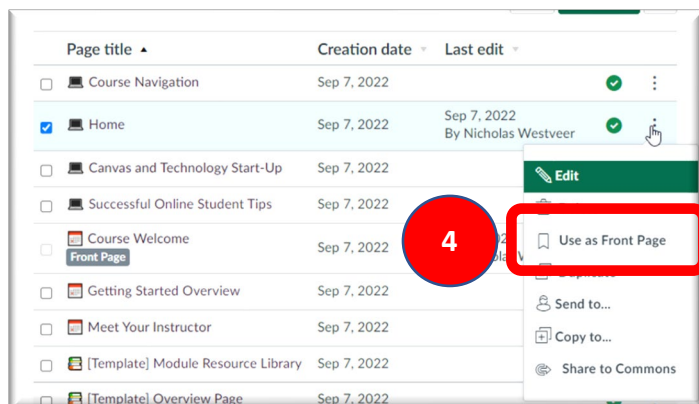 Page title Creation date Last edit
Course Navigation Sep 7, 2022
Home Sep 7, 2022 Sep 7, 2022
By Nicholas Westveer
Canvas and Technology Start-Up Sep 7, 2022
Edit
Successful Online Student Tips Sep 7, 2022
Course Welcome
Front Page
Sep 7, 2022
4
Use as Front Page
Getting Started Overview Sep 7, 2022
Send to...
Meet Your Instructor Sep 7, 2022
Copy to...
[Template] Module Resource Library Sep 7, 2022
Share to Commons
[Template] Overview Page Sep 7, 2022